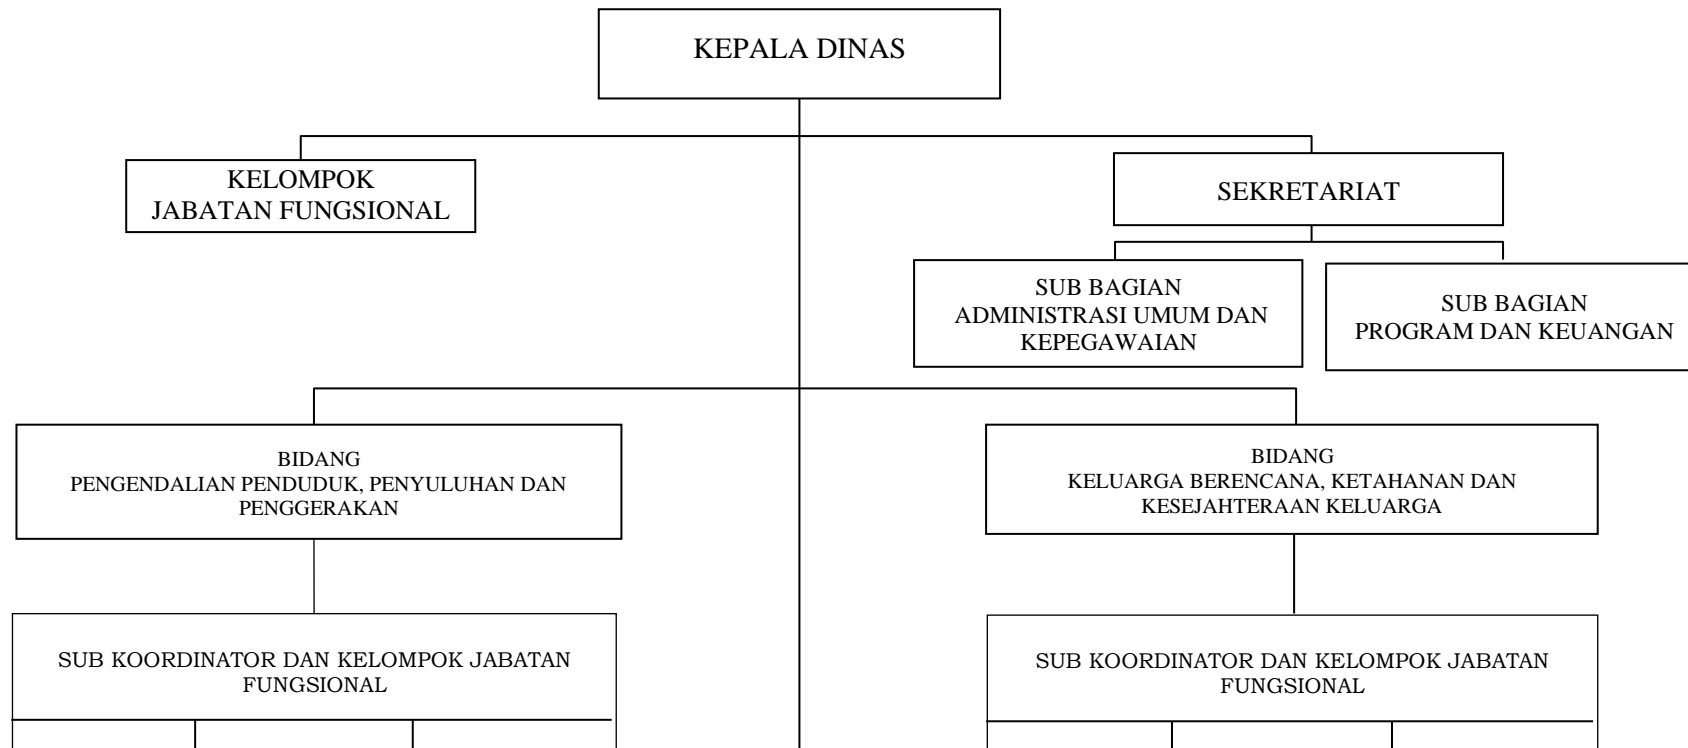 KEPALA DINAS
KELOMPOK
JABATAN FUNGSIONAL
SEKRETARIAT
SUB BAGIAN
ADMINISTRASI UMUM DAN
KEPEGAWAIAN
SUB BAGIAN
PROGRAM DAN KEUANGAN
BIDANG
PENGENDALIAN PENDUDUK, PENYULUHAN DAN
PENGGERAKAN
BIDANG
KELUARGA BERENCANA, KETAHANAN DAN
KESEJAHTERAAN KELUARGA
SUB KOORDINATOR DAN KELOMPOK JABATAN
FUNGSIONAL
SUB KOORDINATOR DAN KELOMPOK JABATAN
FUNGSIONAL